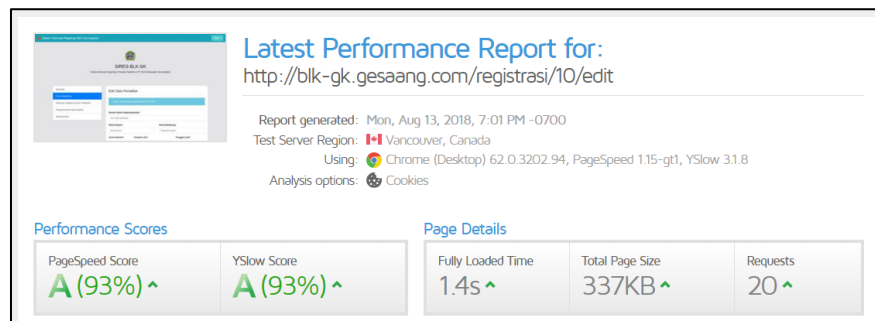 SIREG BLK GK
Latest Performance Report for:
http://blk-gk.gesaang.com/registrasi/10/edit
Report generated: Mon, Aug 13, 2018, 7:01 PM -0700
Test Server Region: Vancouver, Canada
Using: Chrome (Desktop) 62.0.3202.94, PageSpeed 1.15-gt1, YSlow 3.1.8
Analysis options: Cookies
Performance Scores
PageSpeed Score
A (93%)
YSlow Score
A (93%)
Page Details
Fully Loaded Time
1.4s
Total Page Size
337KB
Requests
20